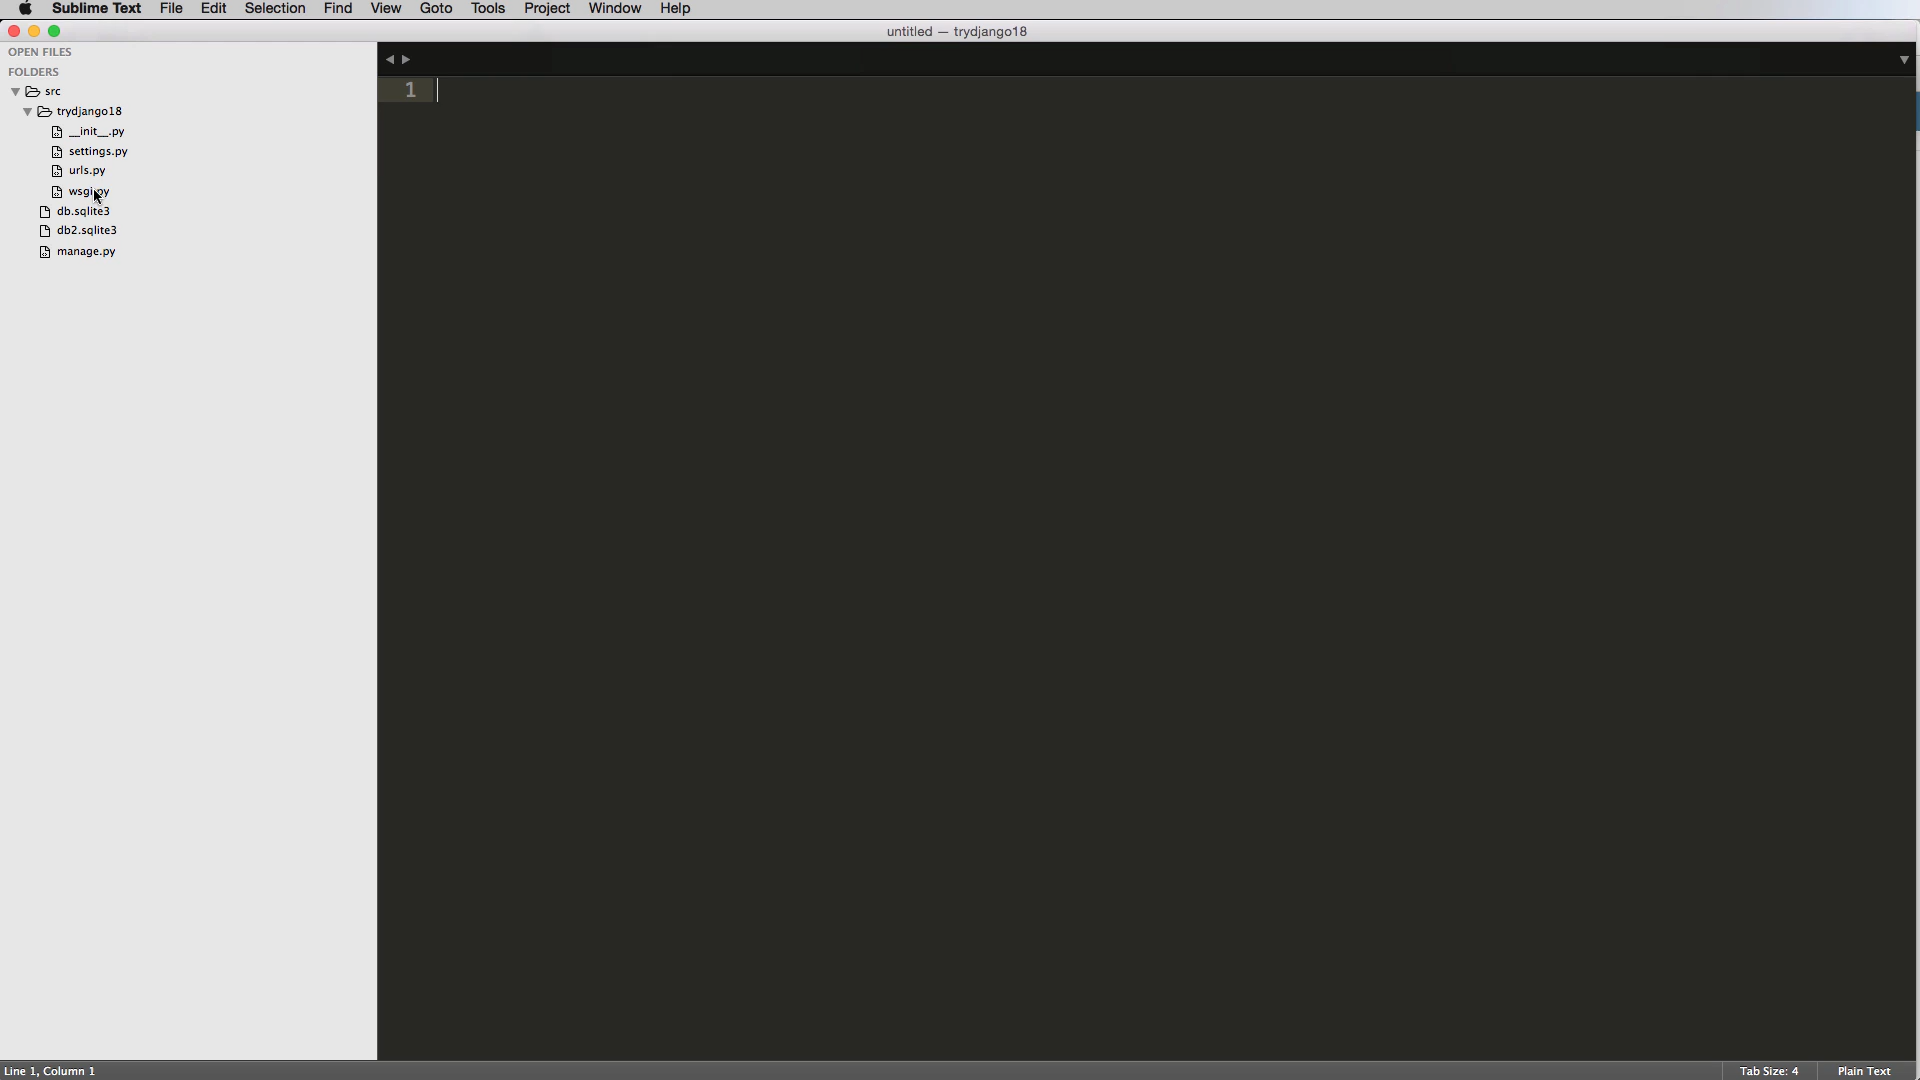 Sublime Text File Edit Selection Find View Goto Tools Project Window Help
untitled — trydjango18
OPEN FILES
FOLDERS
src
trydjango18
__init__.py
settings.py
urls.py
wsgi.py
db.sqlite3
db2.sqlite3
manage.py
1
Line 1, Column 1
Tab Size: 4
Plain Text